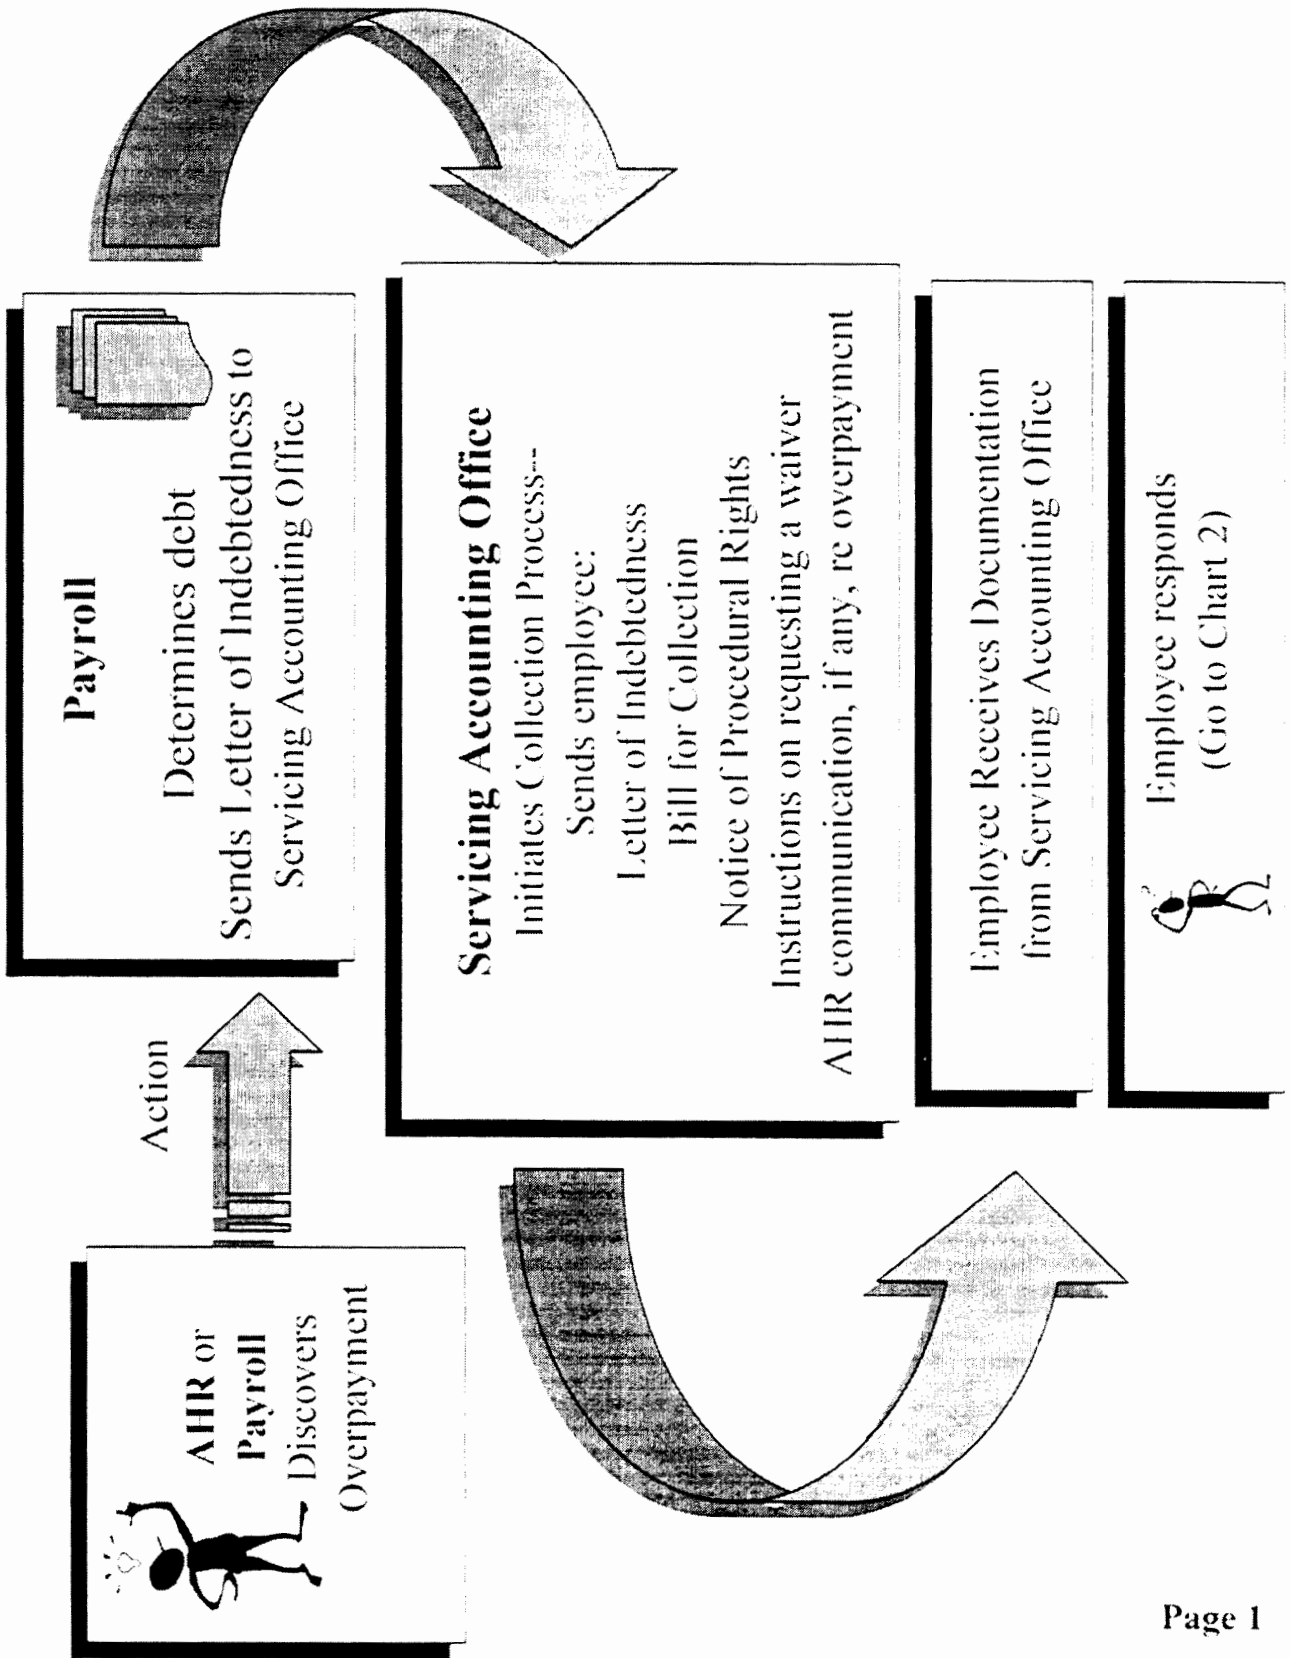 AHR or
Payroll
Discovers
Overpayment
Action
Payroll
Determines debt
Sends Letter of Indebtedness to
Servicing Accounting Office
Servicing Accounting Office
Initiates Collection Process--
Sends employee:
Letter of Indebtedness
Bill for Collection
Notice of Procedural Rights
Instructions on requesting a waiver
AHR communication, if any, re overpayment
Employee Receives Documentation
from Servicing Accounting Office
Employee responds
(Go to Chart 2)
Page 1